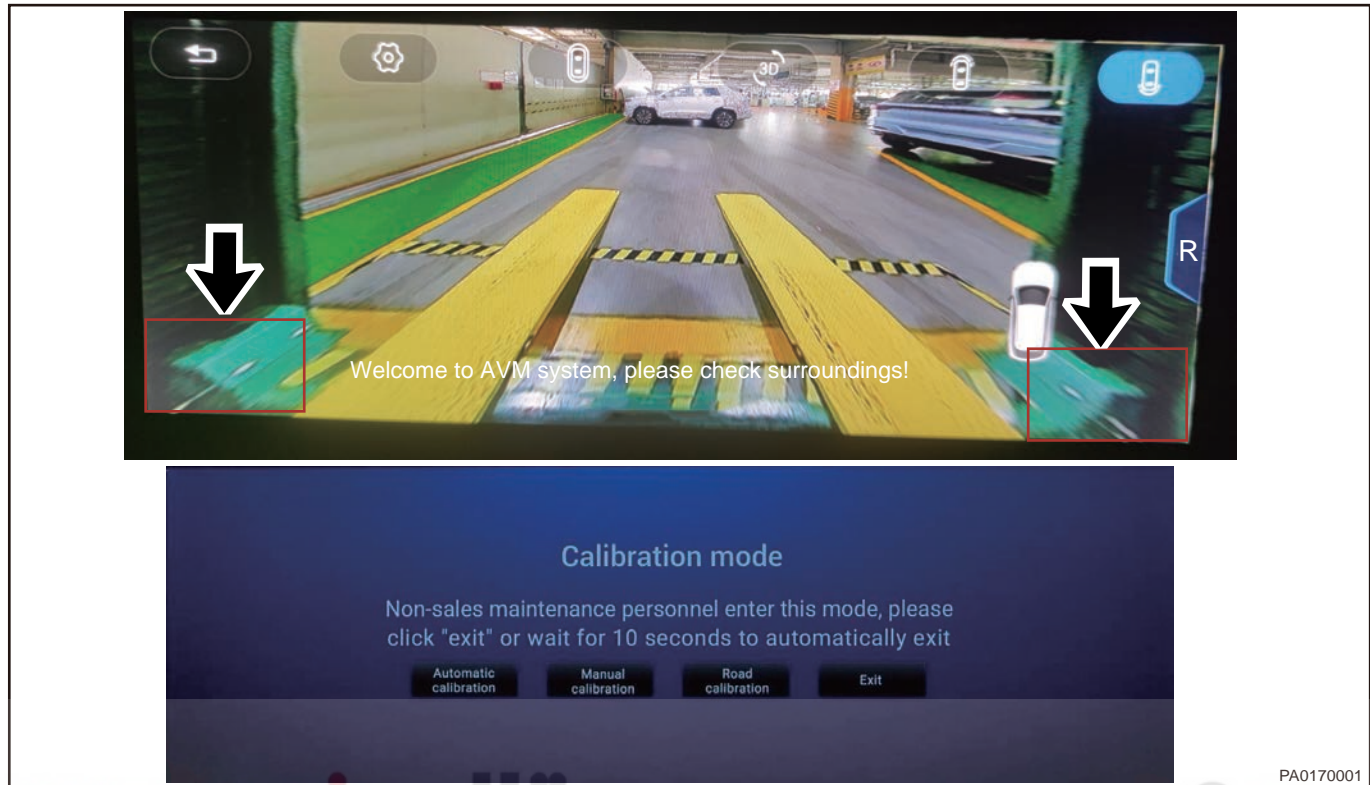 3D
R
Welcome to AVM system, please check surroundings!
Calibration mode
Non-sales maintenance personnel enter this mode, please
click "exit" or wait for 10 seconds to automatically exit
Automatic
calibration
Manual
calibration
Road
calibration
Exit
PA0170001